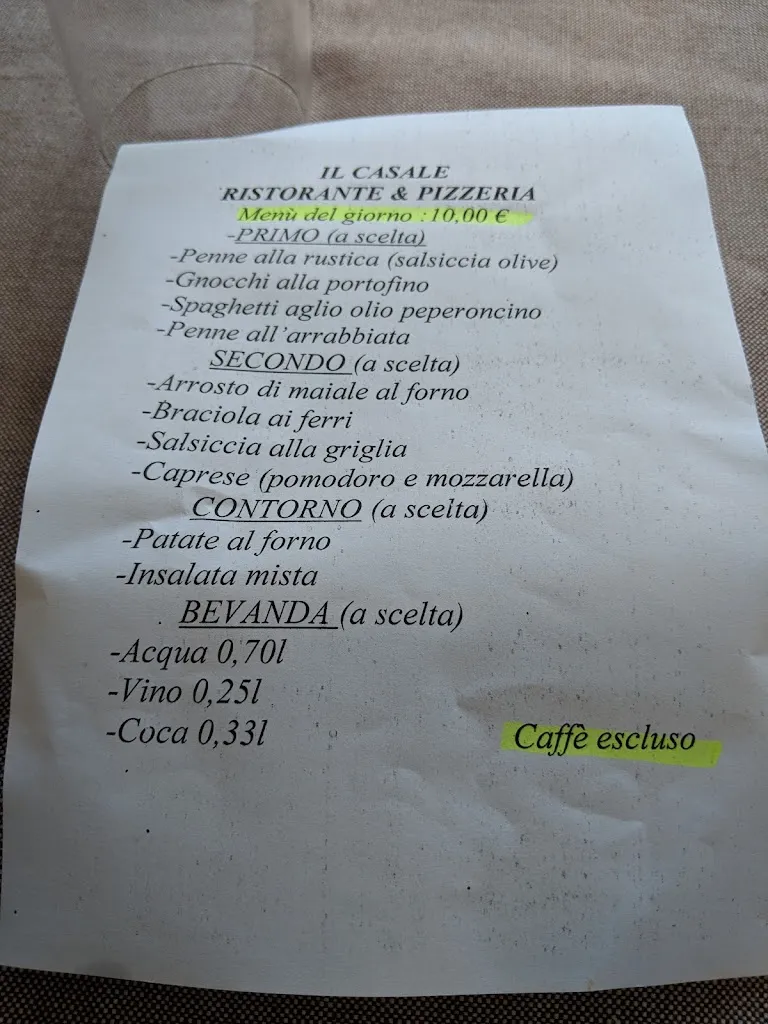 IL CASALE
RISTORANTE & PIZZERIA
Menù del giorno : 10,00 €
-PRIMO (a scelta)
-Penne alla rustica (salsiccia olive)
-Gnocchi alla portofino
-Spaghetti aglio olio peperoncino
-Penne all'arrabbiata
SECONDO (a scelta)
-Arrosto di maiale al forno
-Braciola ai ferri
-Salsiccia alla griglia
-Caprese (pomodoro e mozzarella)
CONTORNO (a scelta)
-Patate al forno
-Insalata mista
. BEVANDA (a scelta)
-Acqua 0,70l
-Vino 0,25l
-Coca 0,33l Caffè escluso